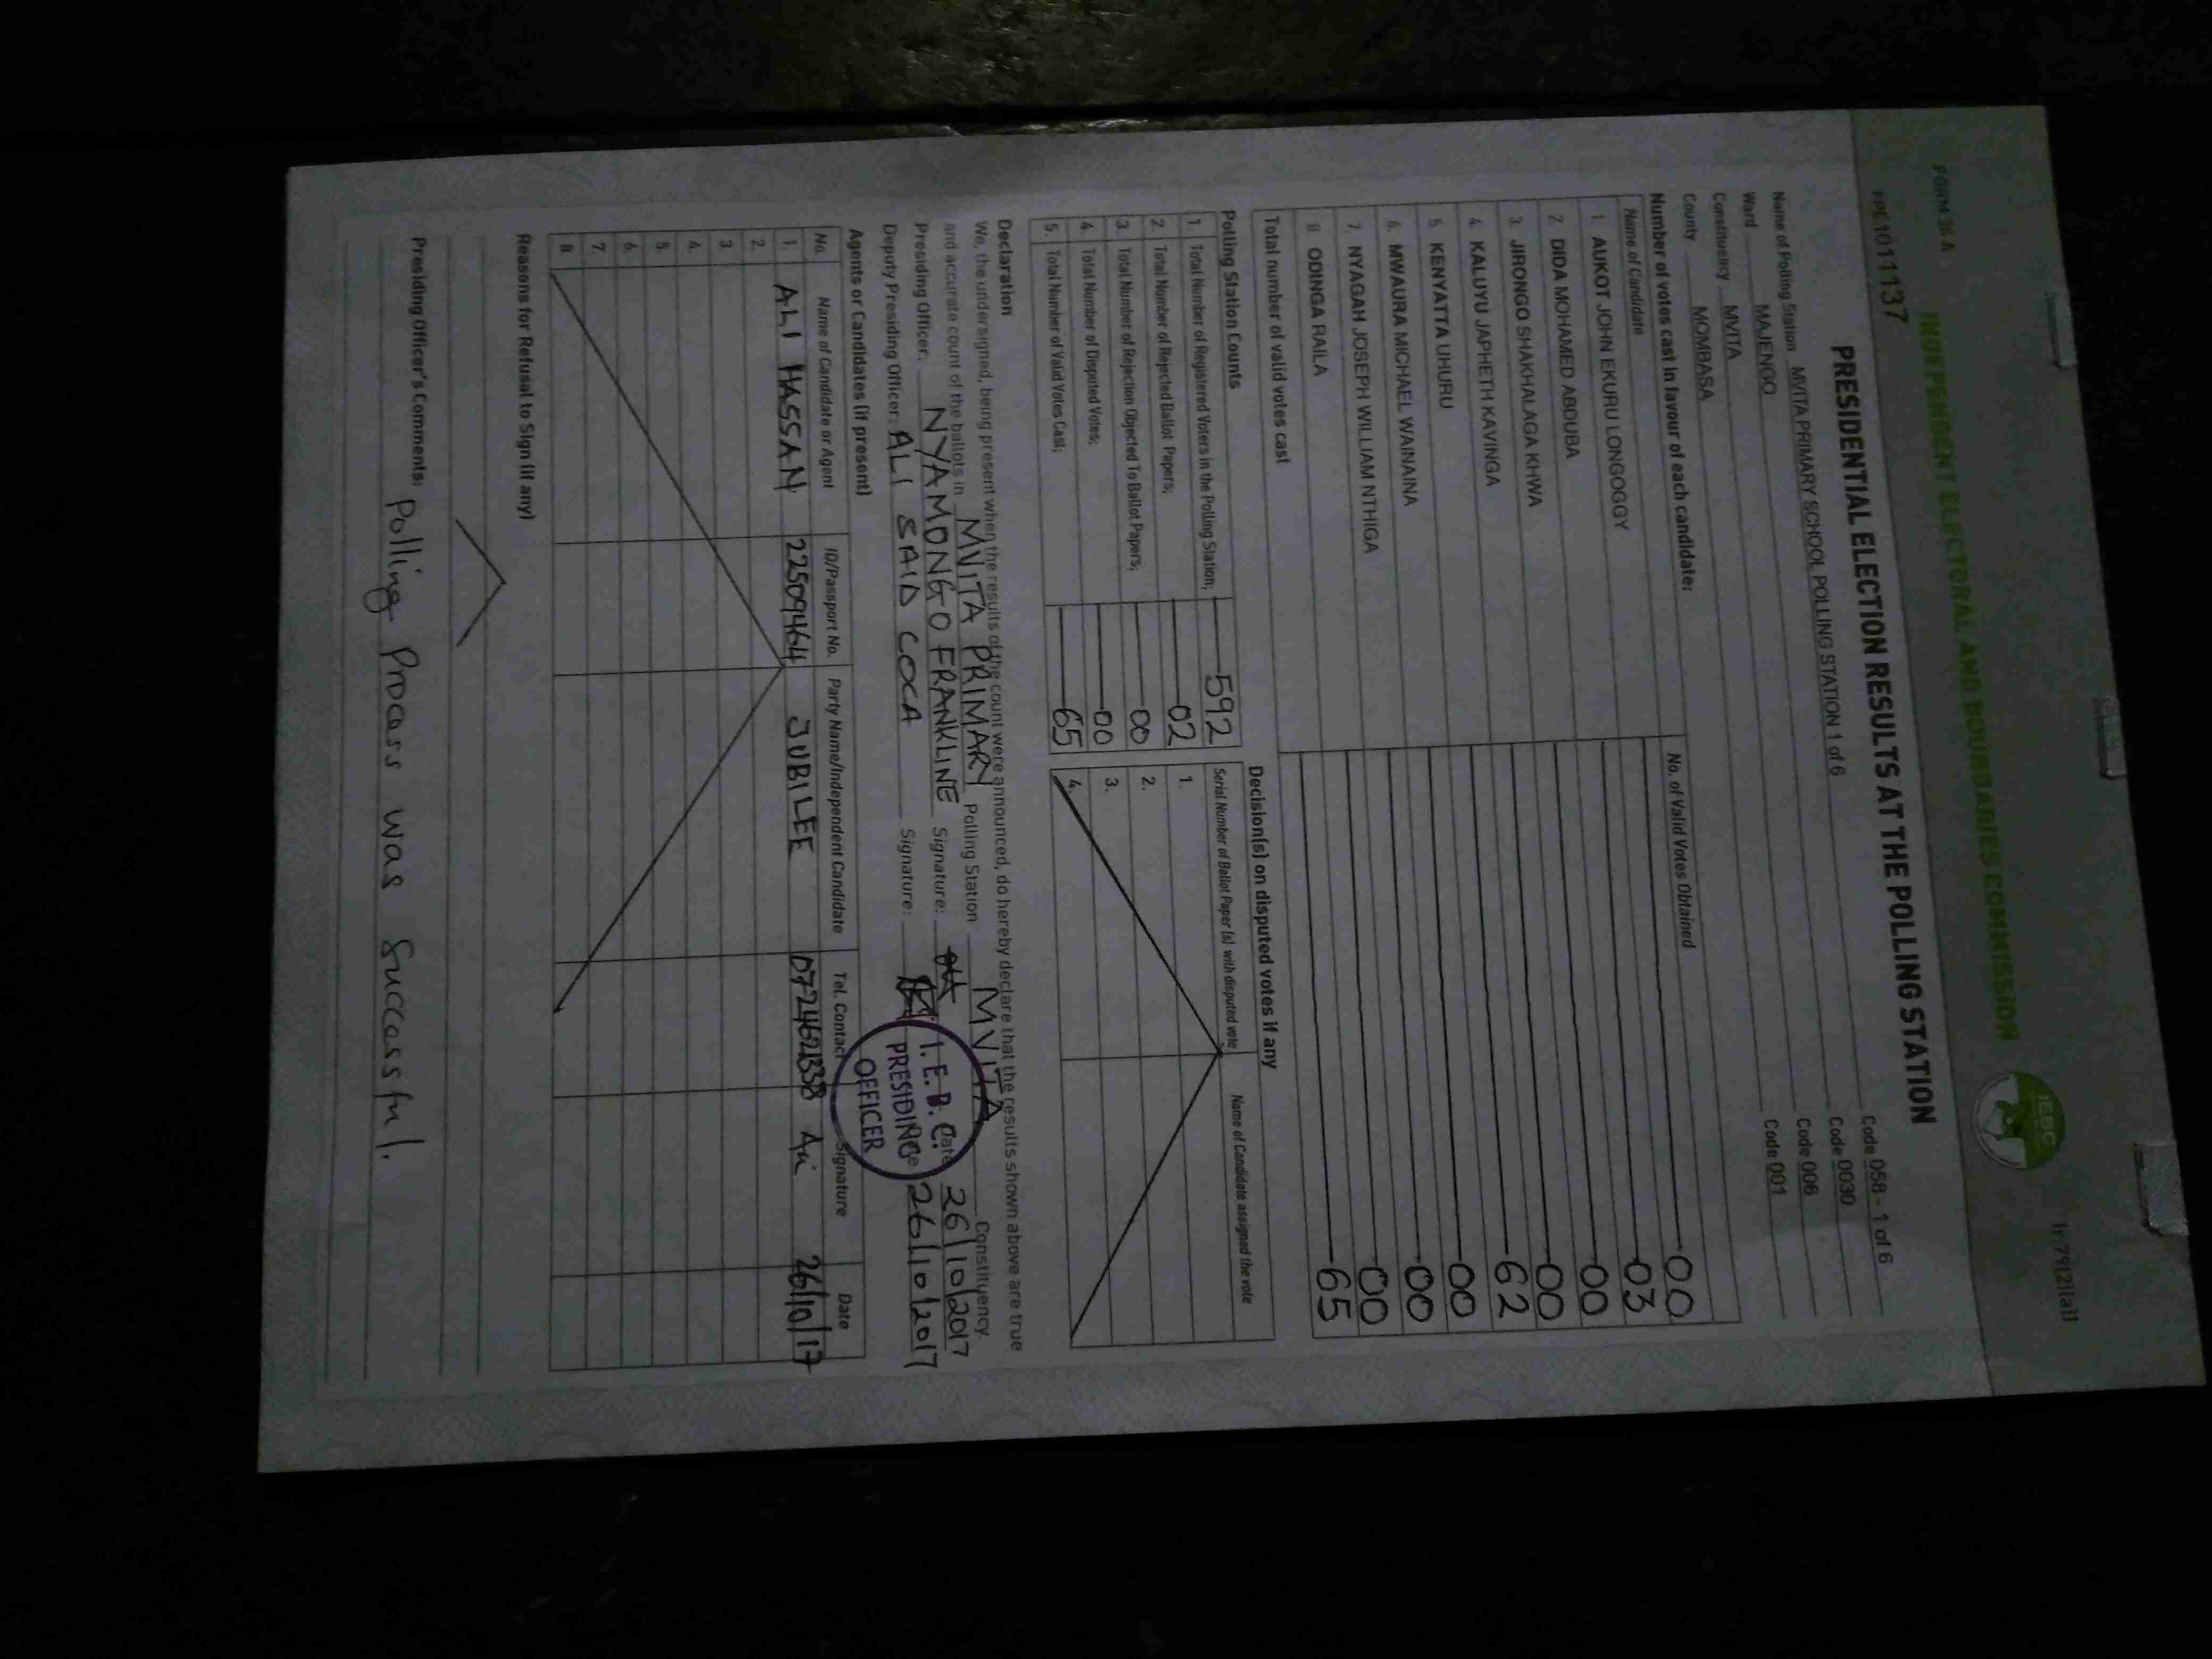 FORM 34A
Ir.79(2)(a)]
INDEPENDENT ELECTORAL AND BOUNDARIES COMMISSION
IEBC
PRE1011137
PRESIDENTIAL ELECTION RESULTS AT THE POLLING STATION
Name of Polling Station MVITA PRIMARY SCHOOL POLLING STATION 1 of 6 Code 058 - 1 of 6
Ward MAJENGO Code 0030
Constituency MVITA Code 006
County MOMBASA Code 001
Number of votes cast in favour of each candidate:
Name of Candidate No. of Valid Votes Obtained
1. AUKOT JOHN EKURU LONGOGGY 00
2. DIDA MOHAMED ABDUBA 03
3. JIRONGO SHAKHALAGA KHWA 00
4. KALUYU JAPHETH KAVINGA 00
5. KENYATTA UHURU 62
6. MWAURA MICHAEL WAINAINA 00
7. NYAGAH JOSEPH WILLIAM NTHIGA 00
8. ODINGA RAILA 00
Total number of valid votes cast 65
Polling Station Counts
1. Total Number of Registered Voters in the Polling Station; 592
2. Total Number of Rejected Ballot Papers; 02
3. Total Number of Rejection Objected To Ballot Papers; 00
4. Total Number of Disputed Votes; 00
5. Total Number of Valid Votes Cast; 65
Decision(s) on disputed votes if any
Serial Number of Ballot Paper (s) with disputed vote Name of Candidate assigned the vote
1.
2.
3.
4.
Declaration
We, the undersigned, being present when the results of the count were announced, do hereby declare that the results shown above are true
and accurate count of the ballots in MVITA PRIMARY Polling Station MVITA Constituency.
Presiding Officer: NYAMONGO FRANKLINE Signature: Date 26/10/2017
Deputy Presiding Officer: ALI SAID COCA Signature: 26/10/2017
I.E.B.C.
PRESIDING
OFFICER
Agents or Candidates (if present)
No. Name of Candidate or Agent ID/Passport No. Party Name/Independent Candidate Tel. Contact Signature Date
1. ALI HASSAN 22509464 JUBILEE 26/10/17
2.
3.
4.
5.
6.
7.
8.
Reasons for Refusal to Sign (if any)
Presiding Officer's Comments: Polling Process was successful.